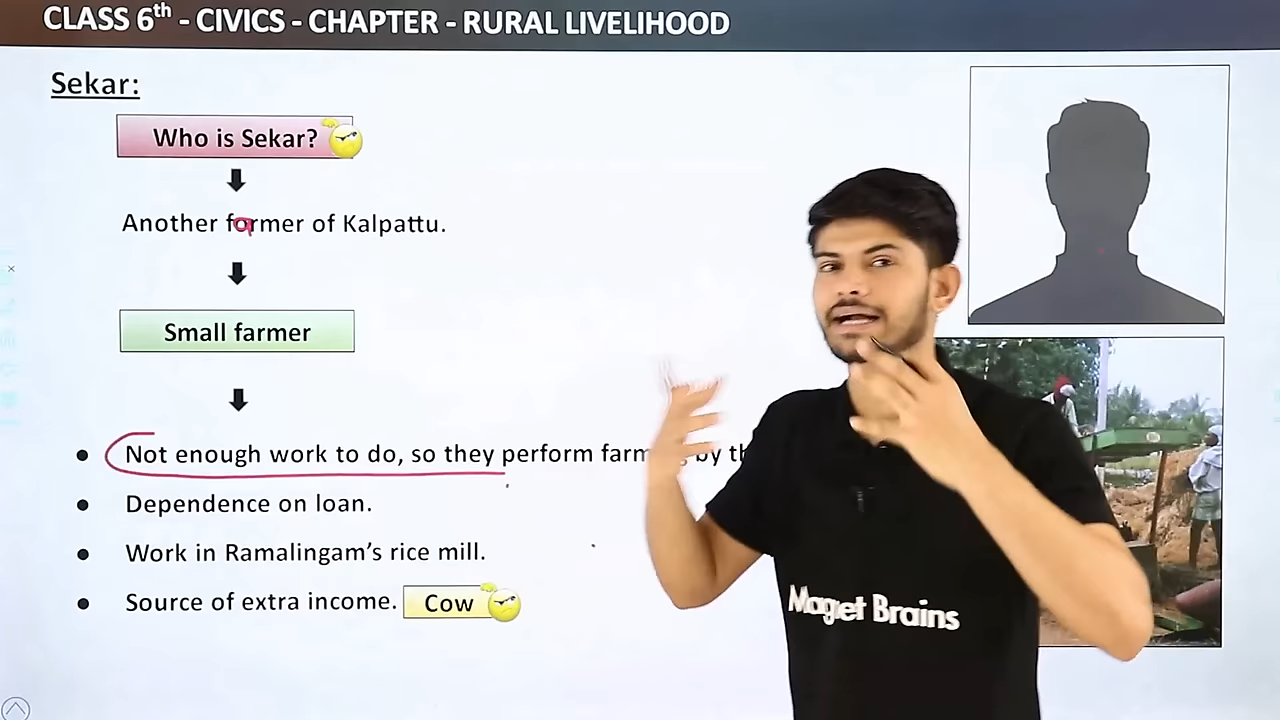 CLASS 6th - CIVICS - CHAPTER - RURAL LIVELIHOOD
Sekar:
Who is Sekar?
Another farmer of Kalpattu.
Small farmer
Not enough work to do, so they perform by
Dependence on loan.
Work in Ramalingam's rice mill.
Source of extra income. Cow
Magnet Brains